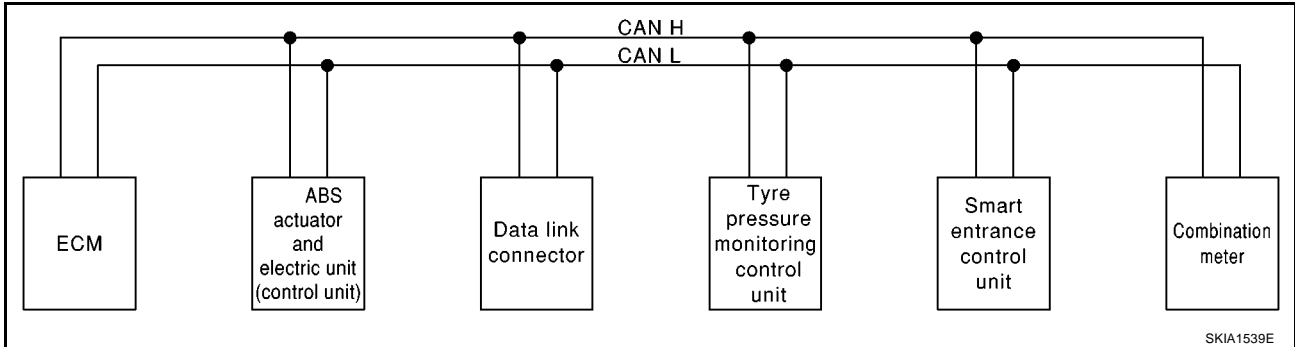 CAN H
CAN L
ECM
ABS
actuator
and
electric unit
(control unit)
Data link
connector
Tyre
pressure
monitoring
control
unit
Smart
entrance
control
unit
Combination
meter
SKIA1539E